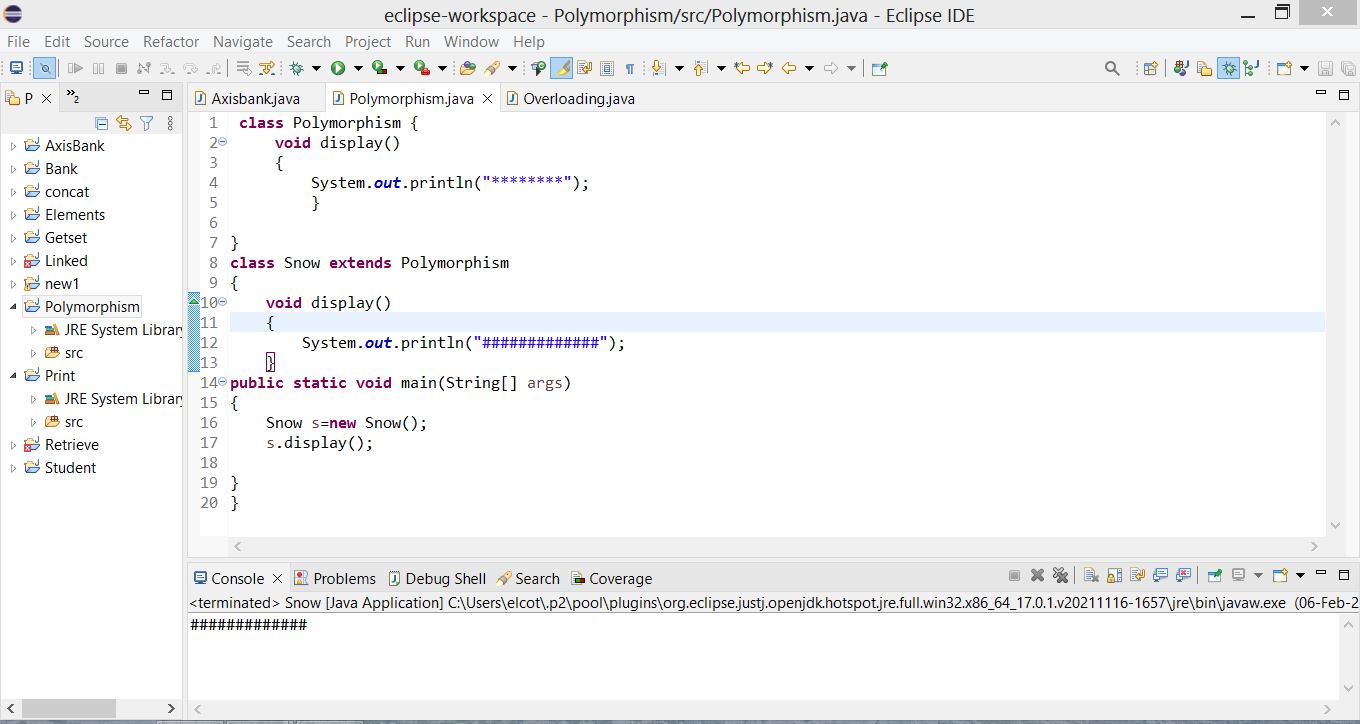 eclipse-workspace - Polymorphism/src/Polymorphism.java - Eclipse IDE
File Edit Source Refactor Navigate Search Project Run Window Help
P
2
AxisBank
Bank
concat
Elements
Getset
Linked
new1
Polymorphism
JRE System Library
src
Print
JRE System Library
src
Retrieve
Student
Axisbank.java Polymorphism.java Overloading.java
1 class Polymorphism {
2 void display()
3 {
4 System.out.println("********");
5 }
6
7 }
8 class Snow extends Polymorphism
9 {
10 void display()
11 {
12 System.out.println("#############");
13 }
14 public static void main(String[] args)
15 {
16 Snow s=new Snow();
17 s.display();
18
19 }
20 }
Console Problems Debug Shell Search Coverage
<terminated> Snow [Java Application] C:\Users\elcot\.p2\pool\plugins\org.eclipse.justj.openjdk.hotspot.jre.full.win32.x86_64_17.0.1.v20211116-1657\jre\bin\javaw.exe (06-Feb-2
#############